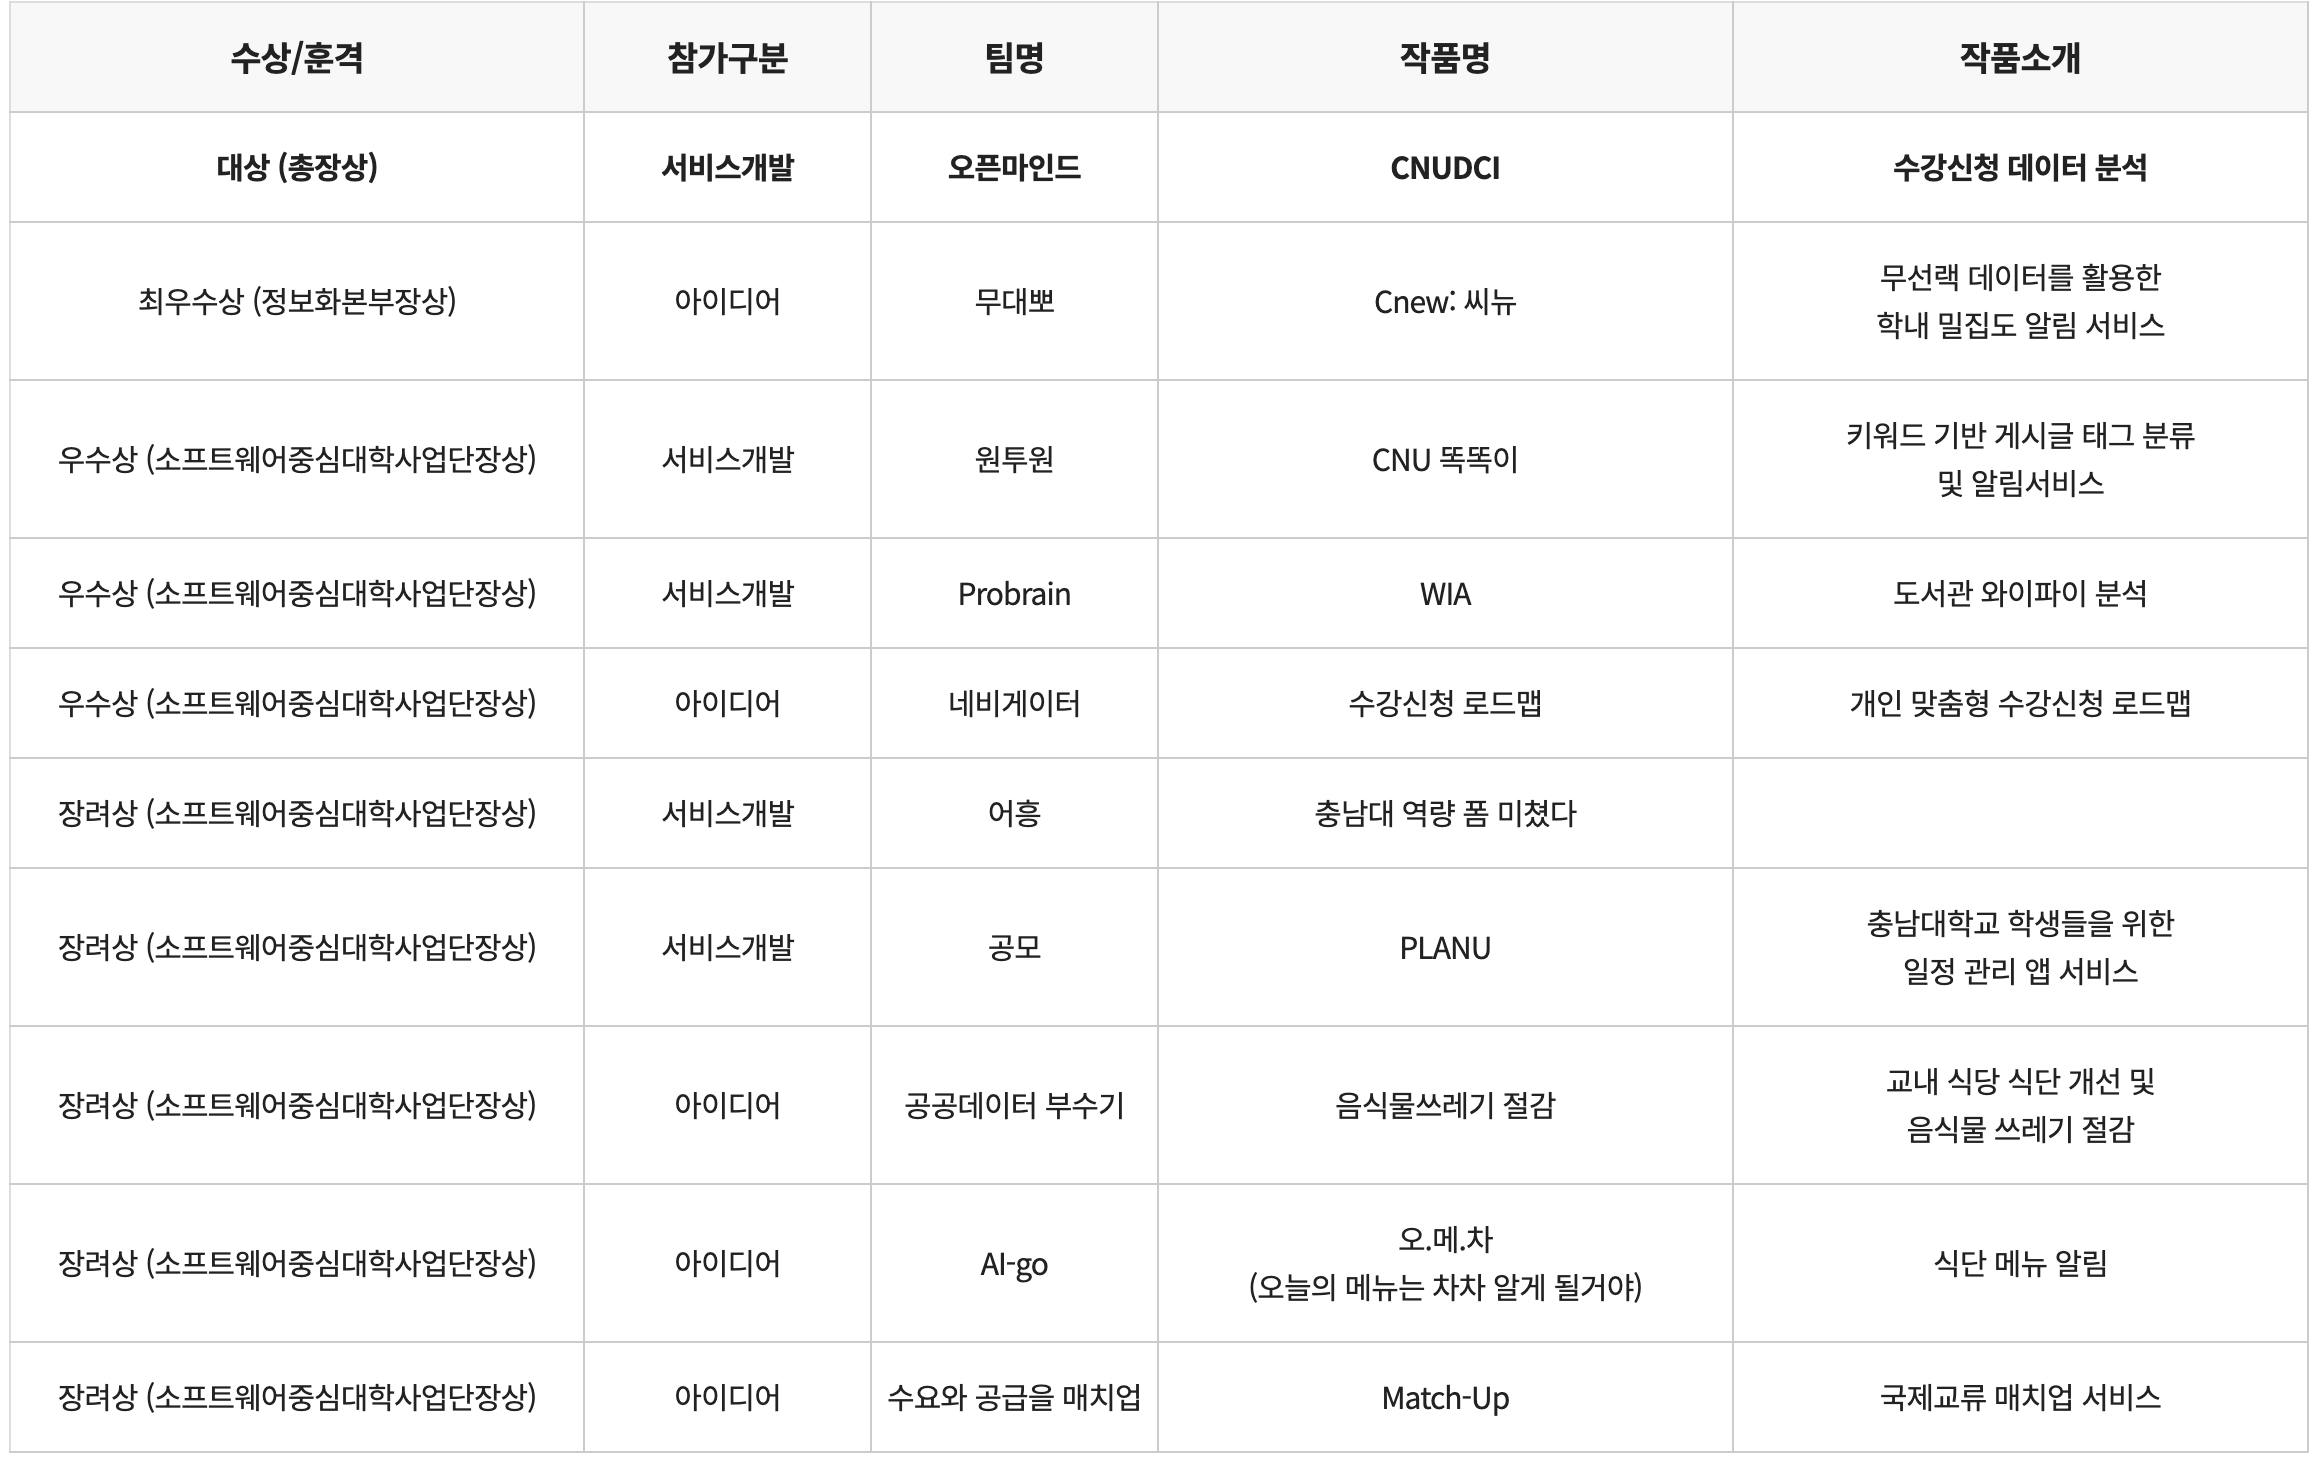 수상/훈격 참가구분 팀명 작품명 작품소개
대상 (총장상) 서비스개발 오픈마인드 CNUDCI 수강신청 데이터 분석
최우수상 (정보화본부장상) 아이디어 무대뽀 Cnew: 씨뉴 무선랙 데이터를 활용한
학내 밀집도 알림 서비스
우수상 (소프트웨어중심대학사업단장상) 서비스개발 원투원 CNU 똑똑이 키워드 기반 게시글 태그 분류
및 알림서비스
우수상 (소프트웨어중심대학사업단장상) 서비스개발 Probrain WIA 도서관 와이파이 분석
우수상 (소프트웨어중심대학사업단장상) 아이디어 네비게이터 수강신청 로드맵 개인 맞춤형 수강신청 로드맵
장려상 (소프트웨어중심대학사업단장상) 서비스개발 어흥 충남대 역량 폼 미쳤다
장려상 (소프트웨어중심대학사업단장상) 서비스개발 공모 PLANU 충남대학교 학생들을 위한
일정 관리 앱 서비스
장려상 (소프트웨어중심대학사업단장상) 아이디어 공공데이터 부수기 음식물쓰레기 절감 교내 식당 식단 개선 및
음식물 쓰레기 절감
장려상 (소프트웨어중심대학사업단장상) 아이디어 AI-go 오.메.차
(오늘의 메뉴는 차차 알게 될거야) 식단 메뉴 알림
장려상 (소프트웨어중심대학사업단장상) 아이디어 수요와 공급을 매치업 Match-Up 국제교류 매치업 서비스